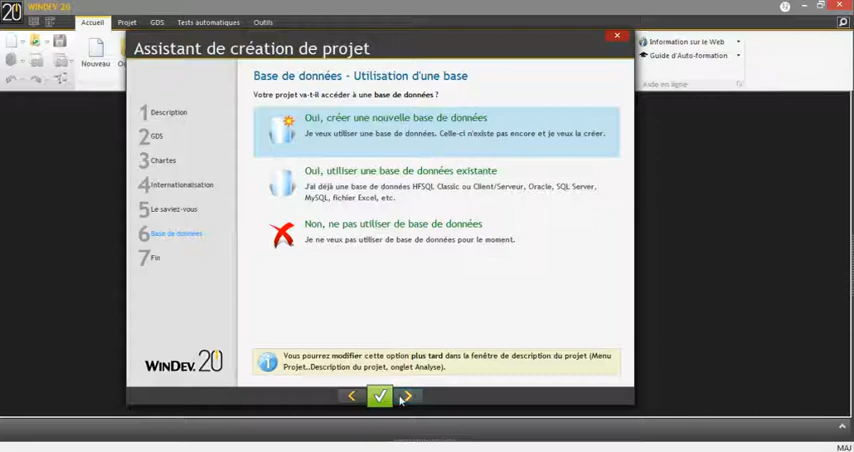 20 WINDEV 20
Accueil Projet GDS Tests automatiques Outils
Nouveau
Information sur le Web
Guide d'Auto-formation
Aide en ligne
Assistant de création de projet
1 Description
2 GDS
3 Chartes
4 Internationalisation
5 Le saviez-vous
6 Base de données
7 Fin
WINDEV. 20
Base de données - Utilisation d'une base
Votre projet va-t-il accéder à une base de données ?
Oui, créer une nouvelle base de données
Je veux utiliser une base de données. Celle-ci n'existe pas encore et je veux la créer.
Oui, utiliser une base de données existante
J'ai déjà une base de données HFSQL Classic ou Client/Serveur, Oracle, SQL Server,
MySQL, fichier Excel, etc.
Non, ne pas utiliser de base de données
Je ne veux pas utiliser de base de données pour le moment.
Vous pourrez modifier cette option plus tard dans la fenêtre de description du projet (Menu
Projet..Description du projet, onglet Analyse).
MAJ